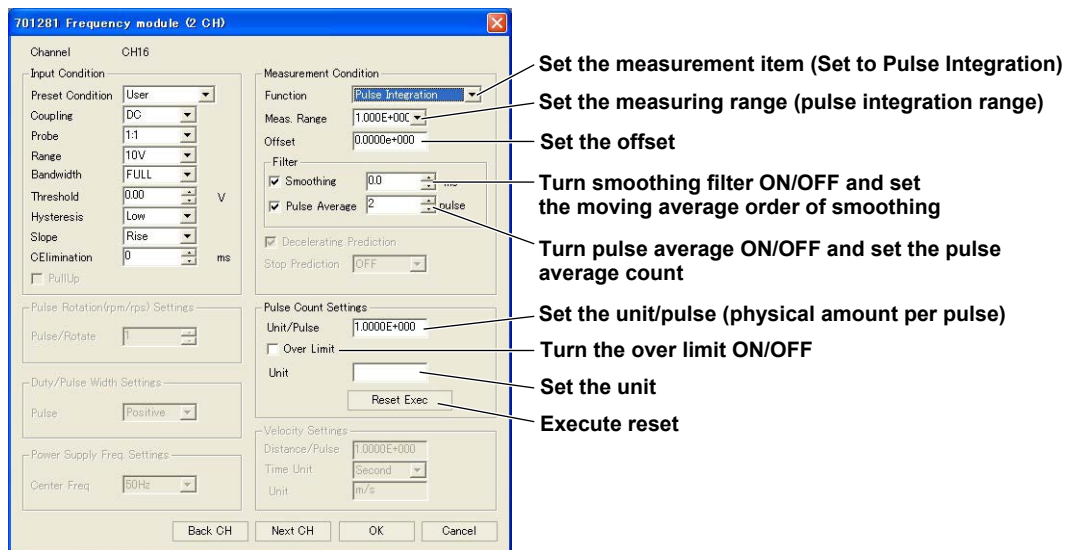 701281 Frequency module (2 CH)
Channel CH16
Input Condition
Preset Condition User
Coupling DC
Probe 1:1
Range 10V
Bandwidth FULL
Threshold 0.00 V
Hysteresis Low
Slope Rise
CElimination 0 ms
PullUp
Pulse Rotation(rpm/rps) Settings
Pulse/Rotate 1
Duty/Pulse Width Settings
Pulse Positive
Power Supply Freq. Settings
Center Freq 50Hz
Measurement Condition
Function Pulse Integration
Meas. Range 1.000E+00
Offset 0.0000e+000
Filter
Smoothing 0.0 ms
Pulse Average 2 pulse
Decelerating Prediction
Stop Prediction OFF
Pulse Count Settings
Unit/Pulse 1.0000E+000
Over Limit
Unit
Reset Exec
Velocity Settings
Distance/Pulse 1.0000E+000
Time Unit Second
Unit m/s
Back CH Next CH OK Cancel
Set the measurement item (Set to Pulse Integration)
Set the measuring range (pulse integration range)
Set the offset
Turn smoothing filter ON/OFF and set
the moving average order of smoothing
Turn pulse average ON/OFF and set the pulse
average count
Set the unit/pulse (physical amount per pulse)
Turn the over limit ON/OFF
Set the unit
Execute reset